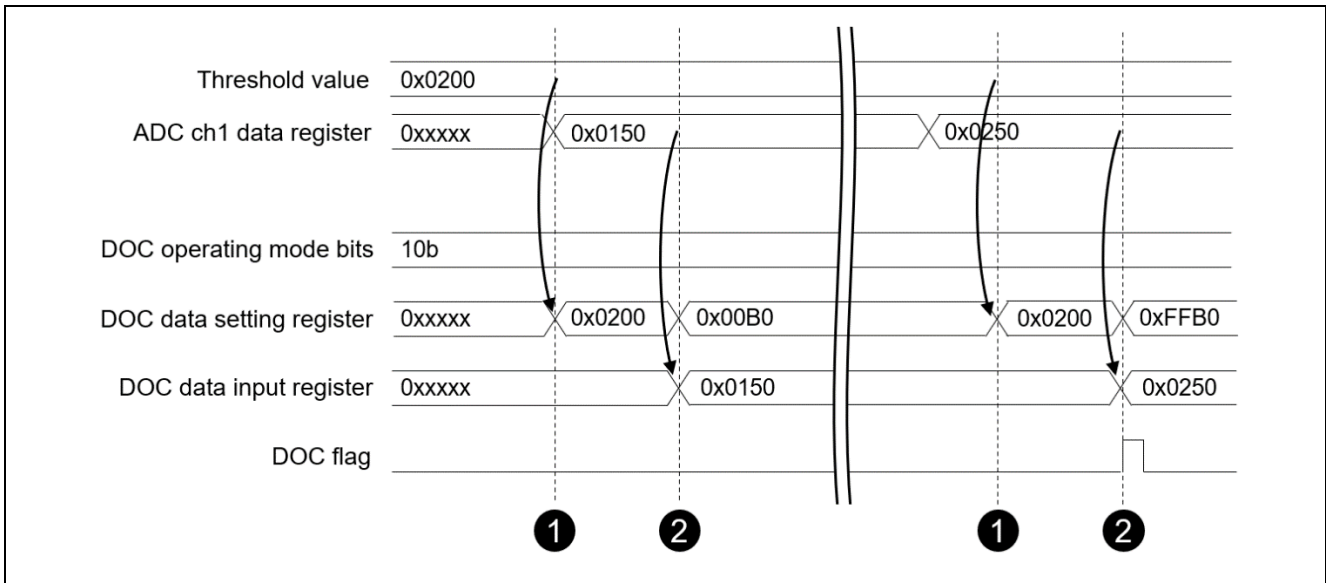 Threshold value 0x0200
ADC ch1 data register 0xxxxx 0x0150 0x0250
DOC operating mode bits 10b
DOC data setting register 0xxxxx 0x0200 0x00B0 0x0200 0xFFB0
DOC data input register 0xxxxx 0x0150 0x0250
DOC flag
1 2 1 2